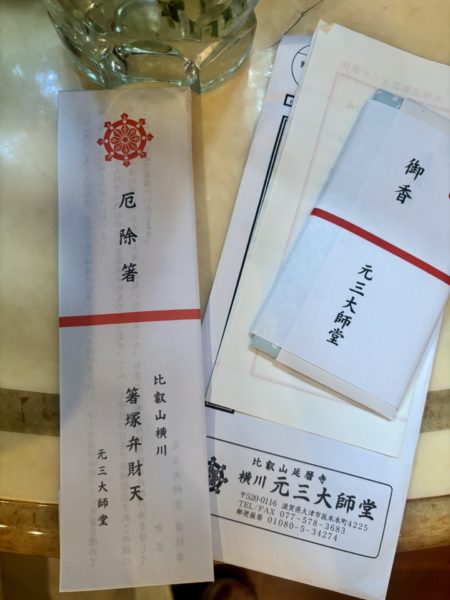 厄除箸
比叡山横川
箸塚弁財天
元三大師堂
御香
元三大師堂
比叡山延暦寺
横川 元三大師堂
〒520-0116 滋賀県大津市坂本本町4225
TEL/FAX 077-578-3683
郵便振替 01080-5-34274